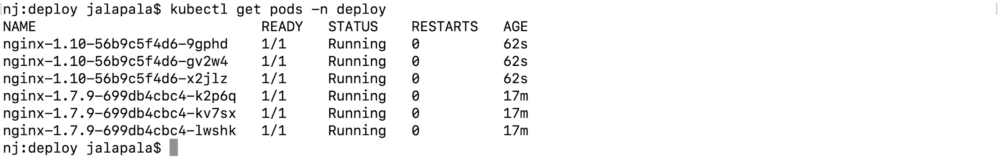 [nj:deploy jalapala$ kubectl get pods -n deploy ]
NAME READY STATUS RESTARTS AGE
nginx-1.10-56b9c5f4d6-9gphd 1/1 Running 0 62s
nginx-1.10-56b9c5f4d6-gv2w4 1/1 Running 0 62s
nginx-1.10-56b9c5f4d6-x2jlz 1/1 Running 0 62s
nginx-1.7.9-699db4cbc4-k2p6q 1/1 Running 0 17m
nginx-1.7.9-699db4cbc4-kv7sx 1/1 Running 0 17m
nginx-1.7.9-699db4cbc4-lwshk 1/1 Running 0 17m
nj:deploy jalapala$